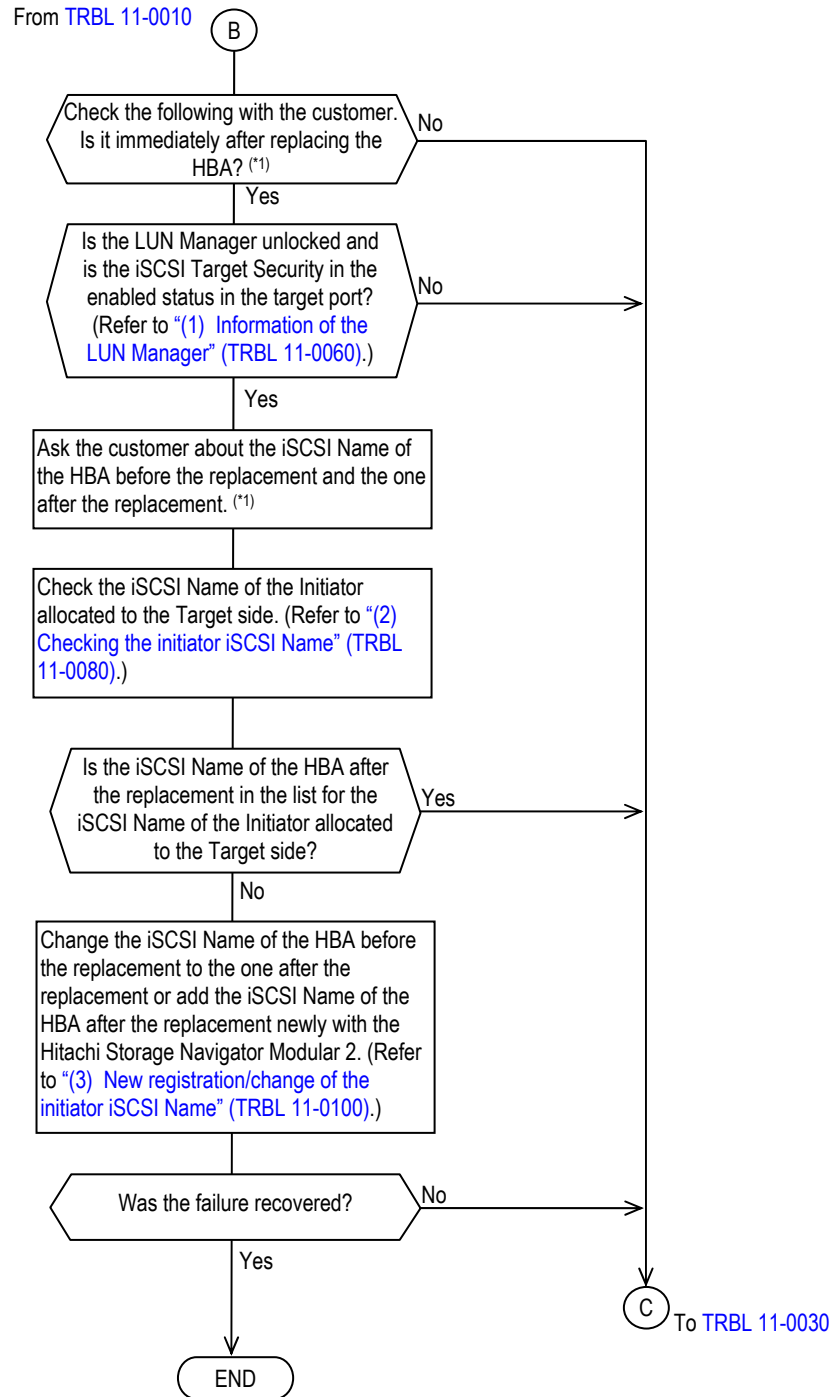 From TRBL 11-0010
B
Check the following with the customer.
Is it immediately after replacing the
HBA? (*1)
No
Yes
Is the LUN Manager unlocked and
is the iSCSI Target Security in the
enabled status in the target port?
(Refer to “(1) Information of the
LUN Manager” (TRBL 11-0060).)
No
Yes
Ask the customer about the iSCSI Name of
the HBA before the replacement and the one
after the replacement. (*1)
Check the iSCSI Name of the Initiator
allocated to the Target side. (Refer to “(2)
Checking the initiator iSCSI Name” (TRBL
11-0080).)
Is the iSCSI Name of the HBA after
the replacement in the list for the
iSCSI Name of the Initiator allocated
to the Target side?
Yes
No
Change the iSCSI Name of the HBA before
the replacement to the one after the
replacement or add the iSCSI Name of the
HBA after the replacement newly with the
Hitachi Storage Navigator Modular 2. (Refer
to “(3) New registration/change of the
initiator iSCSI Name” (TRBL 11-0100).)
Was the failure recovered?
No
Yes
C
To TRBL 11-0030
END